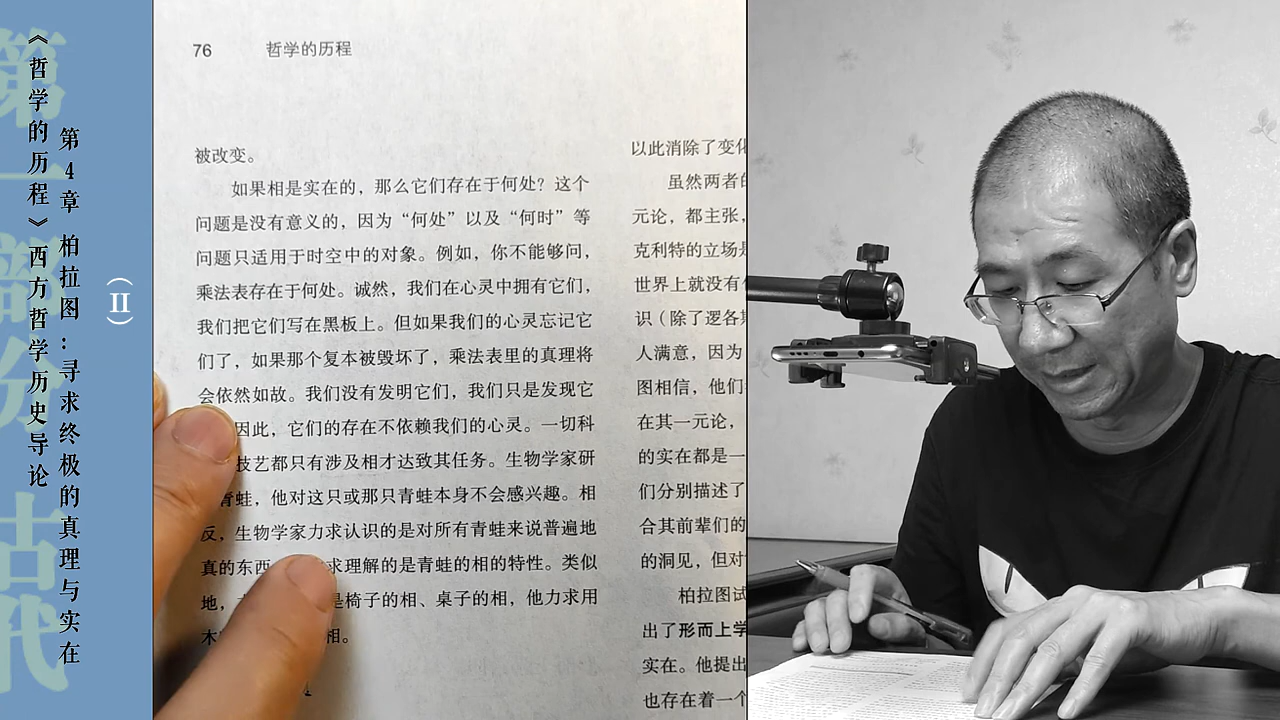 第一部分 古代
《哲学的历程》西方哲学历史导论
第4章 柏拉图：寻求终极的真理与实在
（II）
76 哲学的历程
被改变。
如果相是实在的，那么它们存在于何处？这个
问题是没有意义的，因为“何处”以及“何时”等
问题只适用于时空中的对象。例如，你不能够问，
乘法表存在于何处。诚然，我们在心灵中拥有它们，
我们把它们写在黑板上。但如果我们的心灵忘记它
们了，如果那个复本被毁坏了，乘法表里的真理将
会依然如故。我们没有发明它们，我们只是发现它
因此，它们的存在不依赖我们的心灵。一切科
技艺都只有涉及相才达致其任务。生物学家研
青蛙，他对这只或那只青蛙本身不会感兴趣。相
反，生物学家力求认识的是对所有青蛙来说普遍地
真的东西 求理解的是青蛙的相的特性。类似
地， 是椅子的相、桌子的相，他力求用
木 相。
以此消除了变化
虽然两者的
元论，都主张，
克利特的立场是
世界上就没有
识（除了逻各斯
人满意，因为
图相信，他们
在其一元论，
的实在都是一
们分别描述了
合其前辈们的
的洞见，但对
柏拉图试
出了形而上学
实在。他提出
也存在着一个